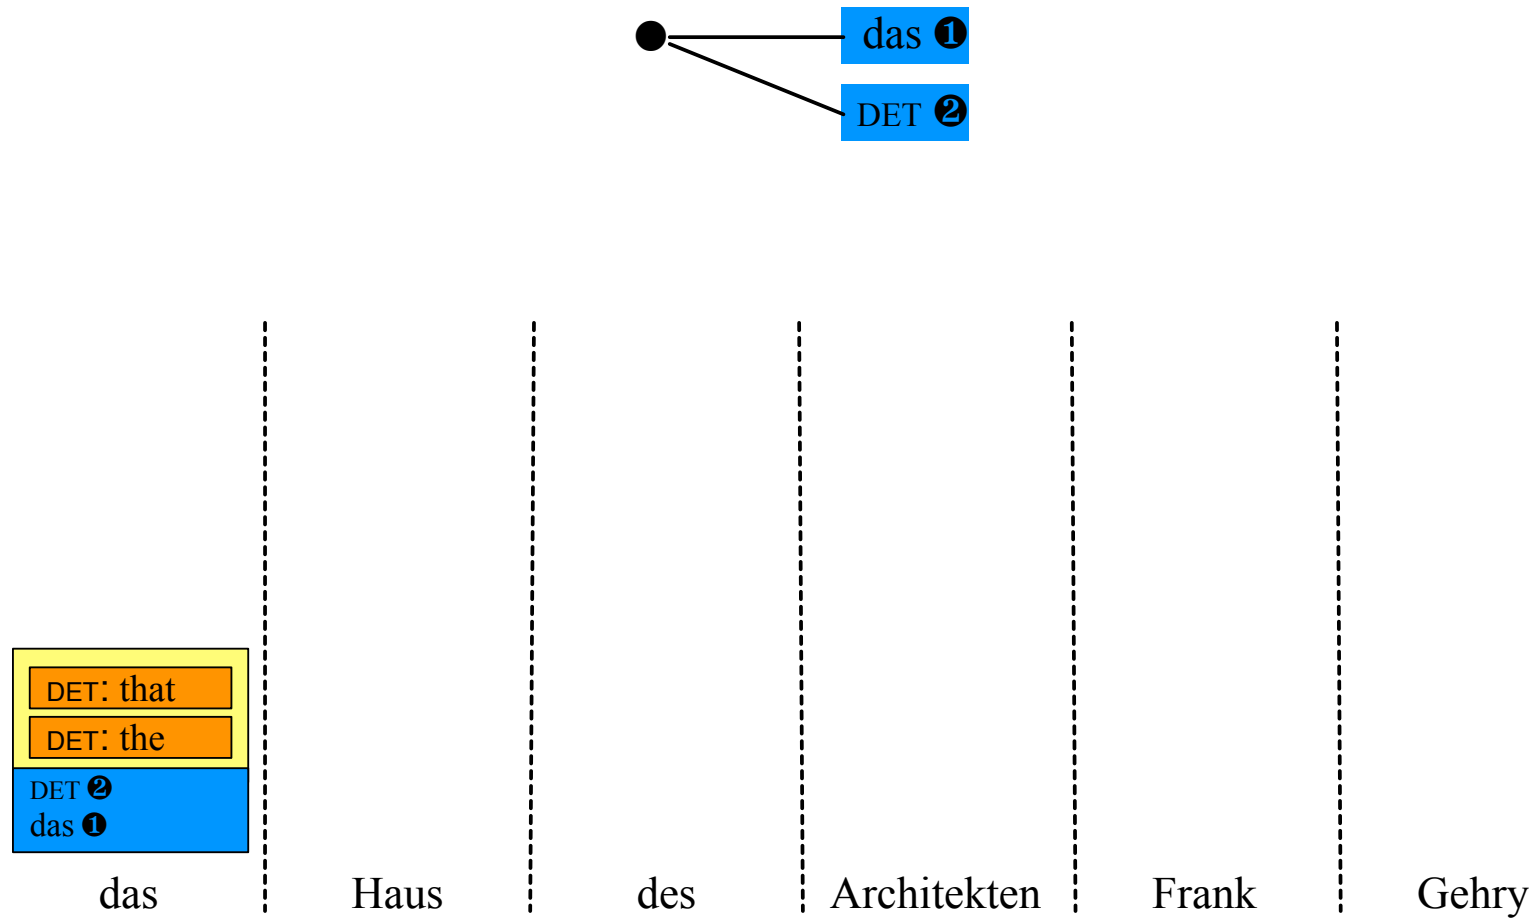 das ❶
DET ❷
DET: that
DET: the
DET ❷
das ❶
das Haus des Architekten Frank Gehry